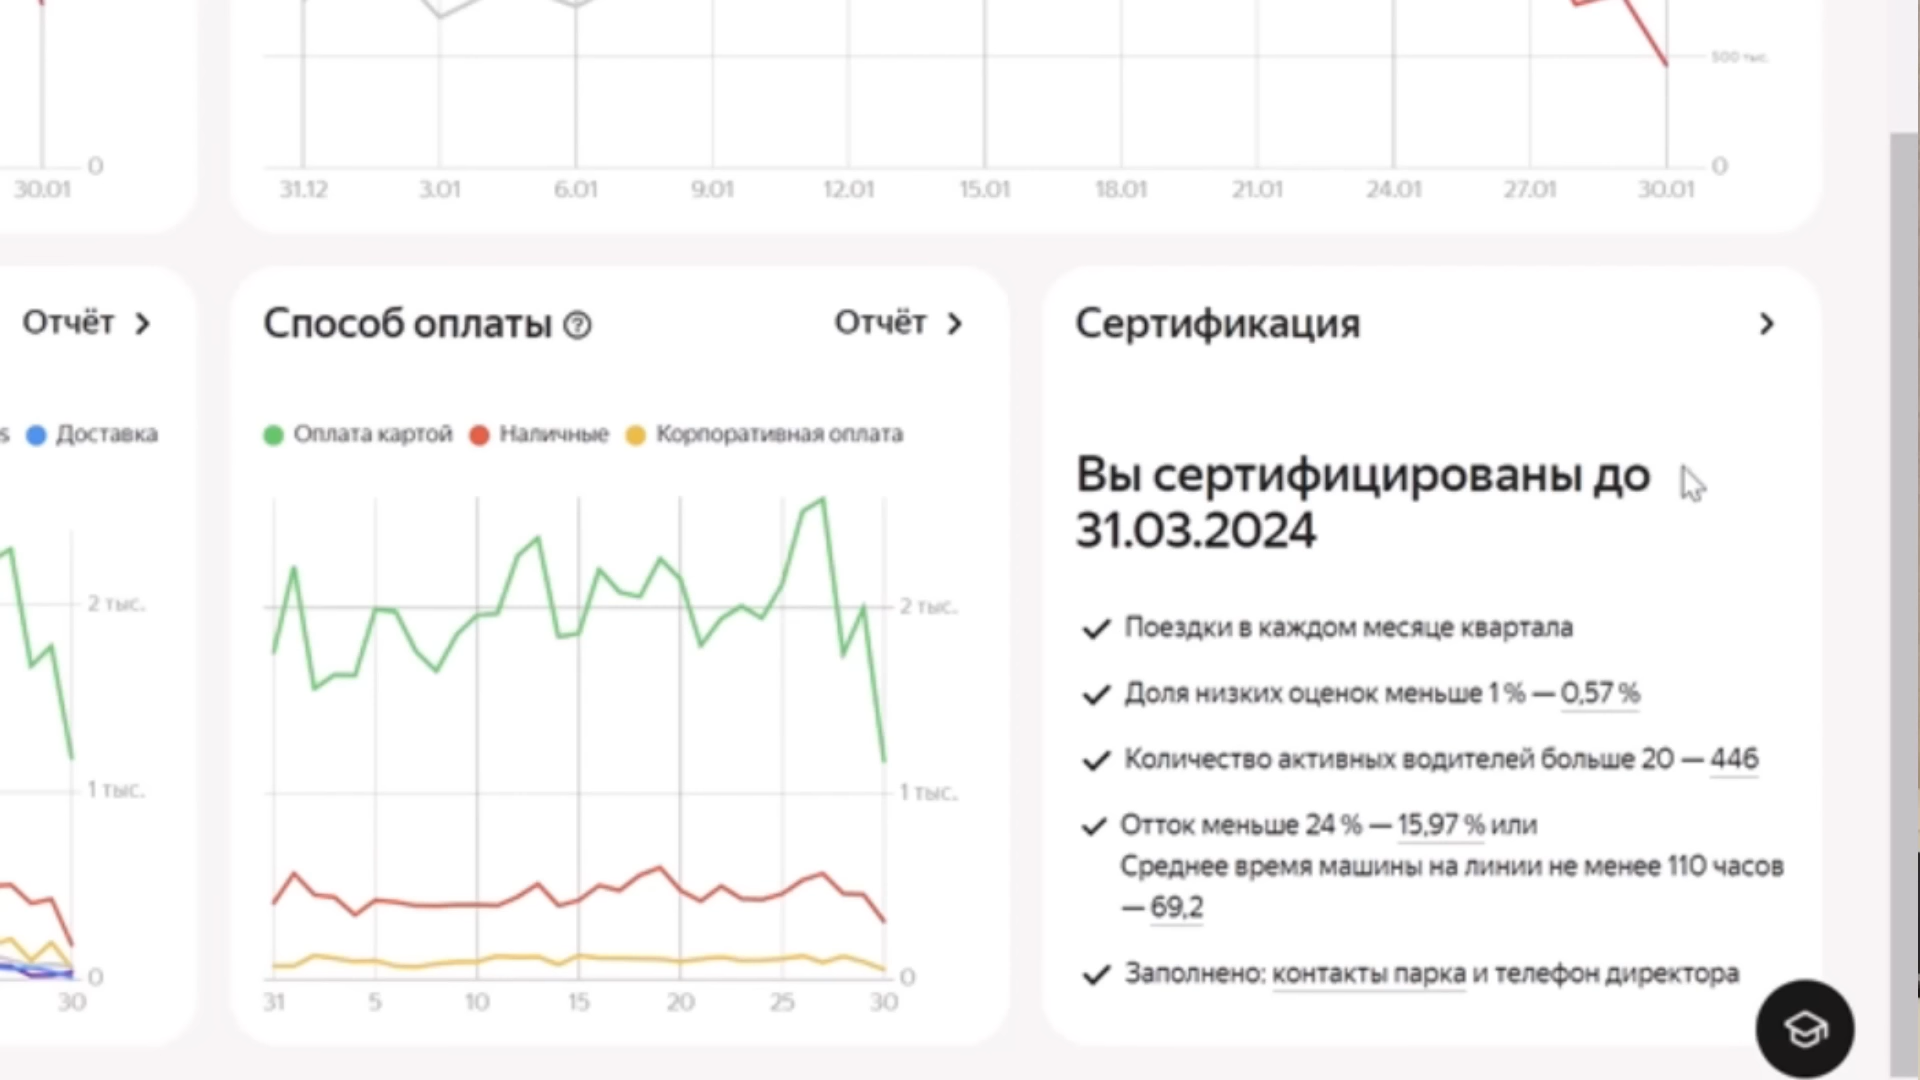 500 тыс.
0
0
30.01
31.12
3.01
6.01
9.01
12.01
15.01
18.01
21.01
24.01
27.01
30.01
Отчёт
s
Доставка
2 тыс.
1 тыс.
0
30
Способ оплаты ?
Отчёт
Оплата картой
Наличные
Корпоративная оплата
2 тыс.
1 тыс.
0
31
5
10
15
20
25
30
Сертификация
Вы сертифицированы до
31.03.2024
Поездки в каждом месяце квартала
Доля низких оценок меньше 1 % — 0,57 %
Количество активных водителей больше 20 — 446
Отток меньше 24 % — 15,97 % или
Среднее время машины на линии не менее 110 часов
— 69,2
Заполнено: контакты парка и телефон директора